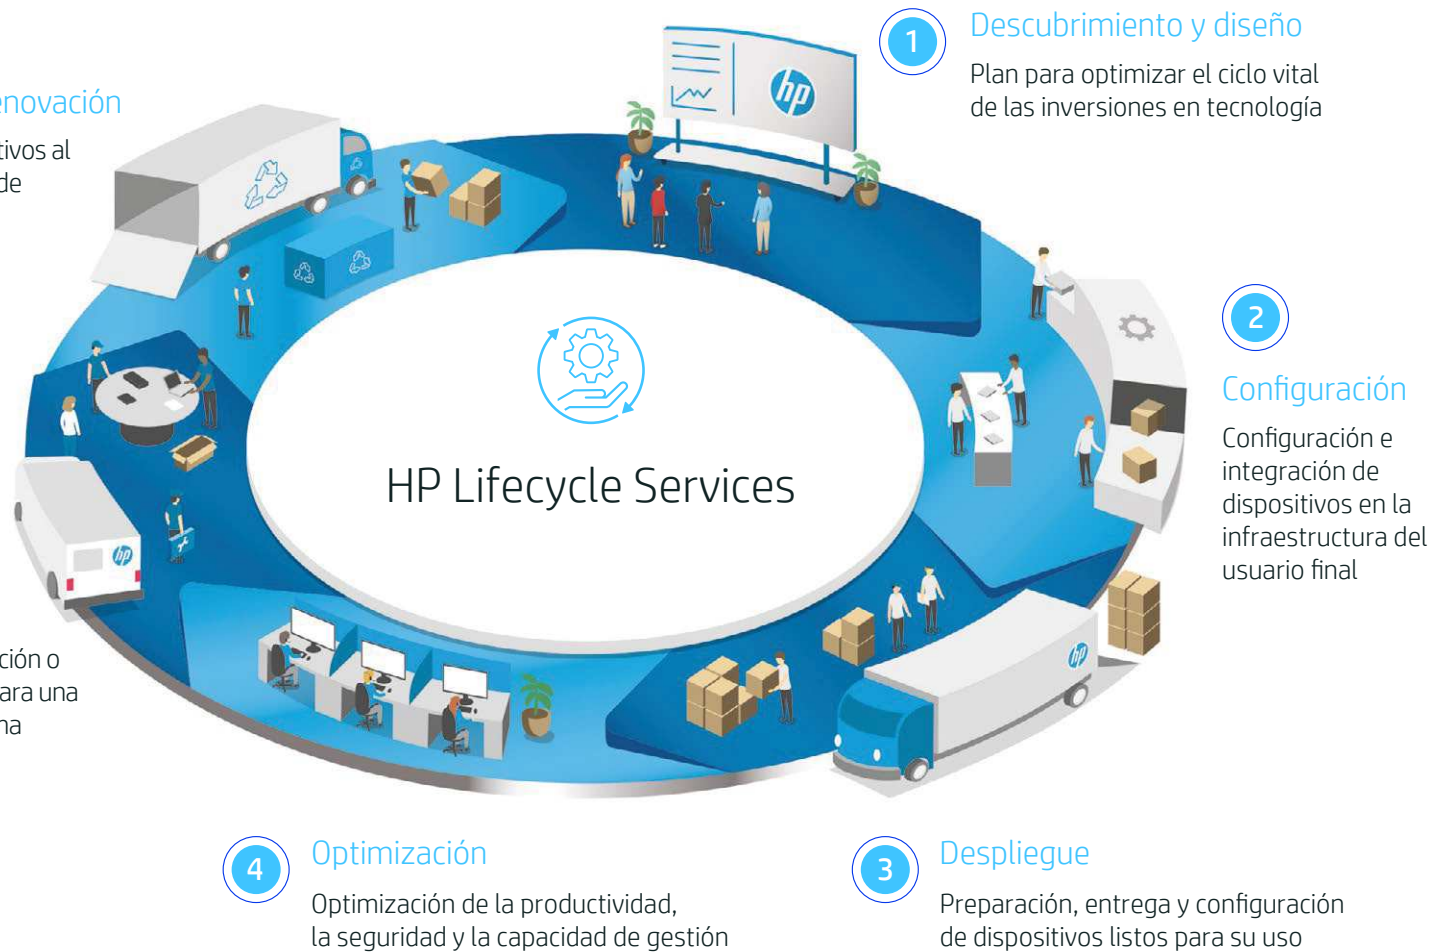 1
Descubrimiento y diseño
Plan para optimizar el ciclo vital
de las inversiones en tecnología
hp
2
Configuración
Configuración e
integración de
dispositivos en la
infraestructura del
usuario final
3
Despliegue
Preparación, entrega y configuración
de dispositivos listos para su uso
hp
4
Optimización
Optimización de la productividad,
la seguridad y la capacidad de gestión
ción o
ara una
na
hp
enovación
tivos al
de
HP Lifecycle Services